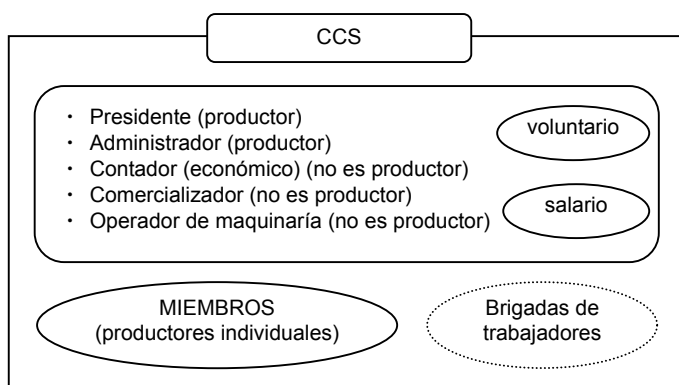 CCS
・ Presidente (productor)
・ Administrador (productor)
・ Contador (económico) (no es productor)
・ Comercializador (no es productor)
・ Operador de maquinaría (no es productor)
voluntario
salario
MIEMBROS
(productores individuales)
Brigadas de
trabajadores